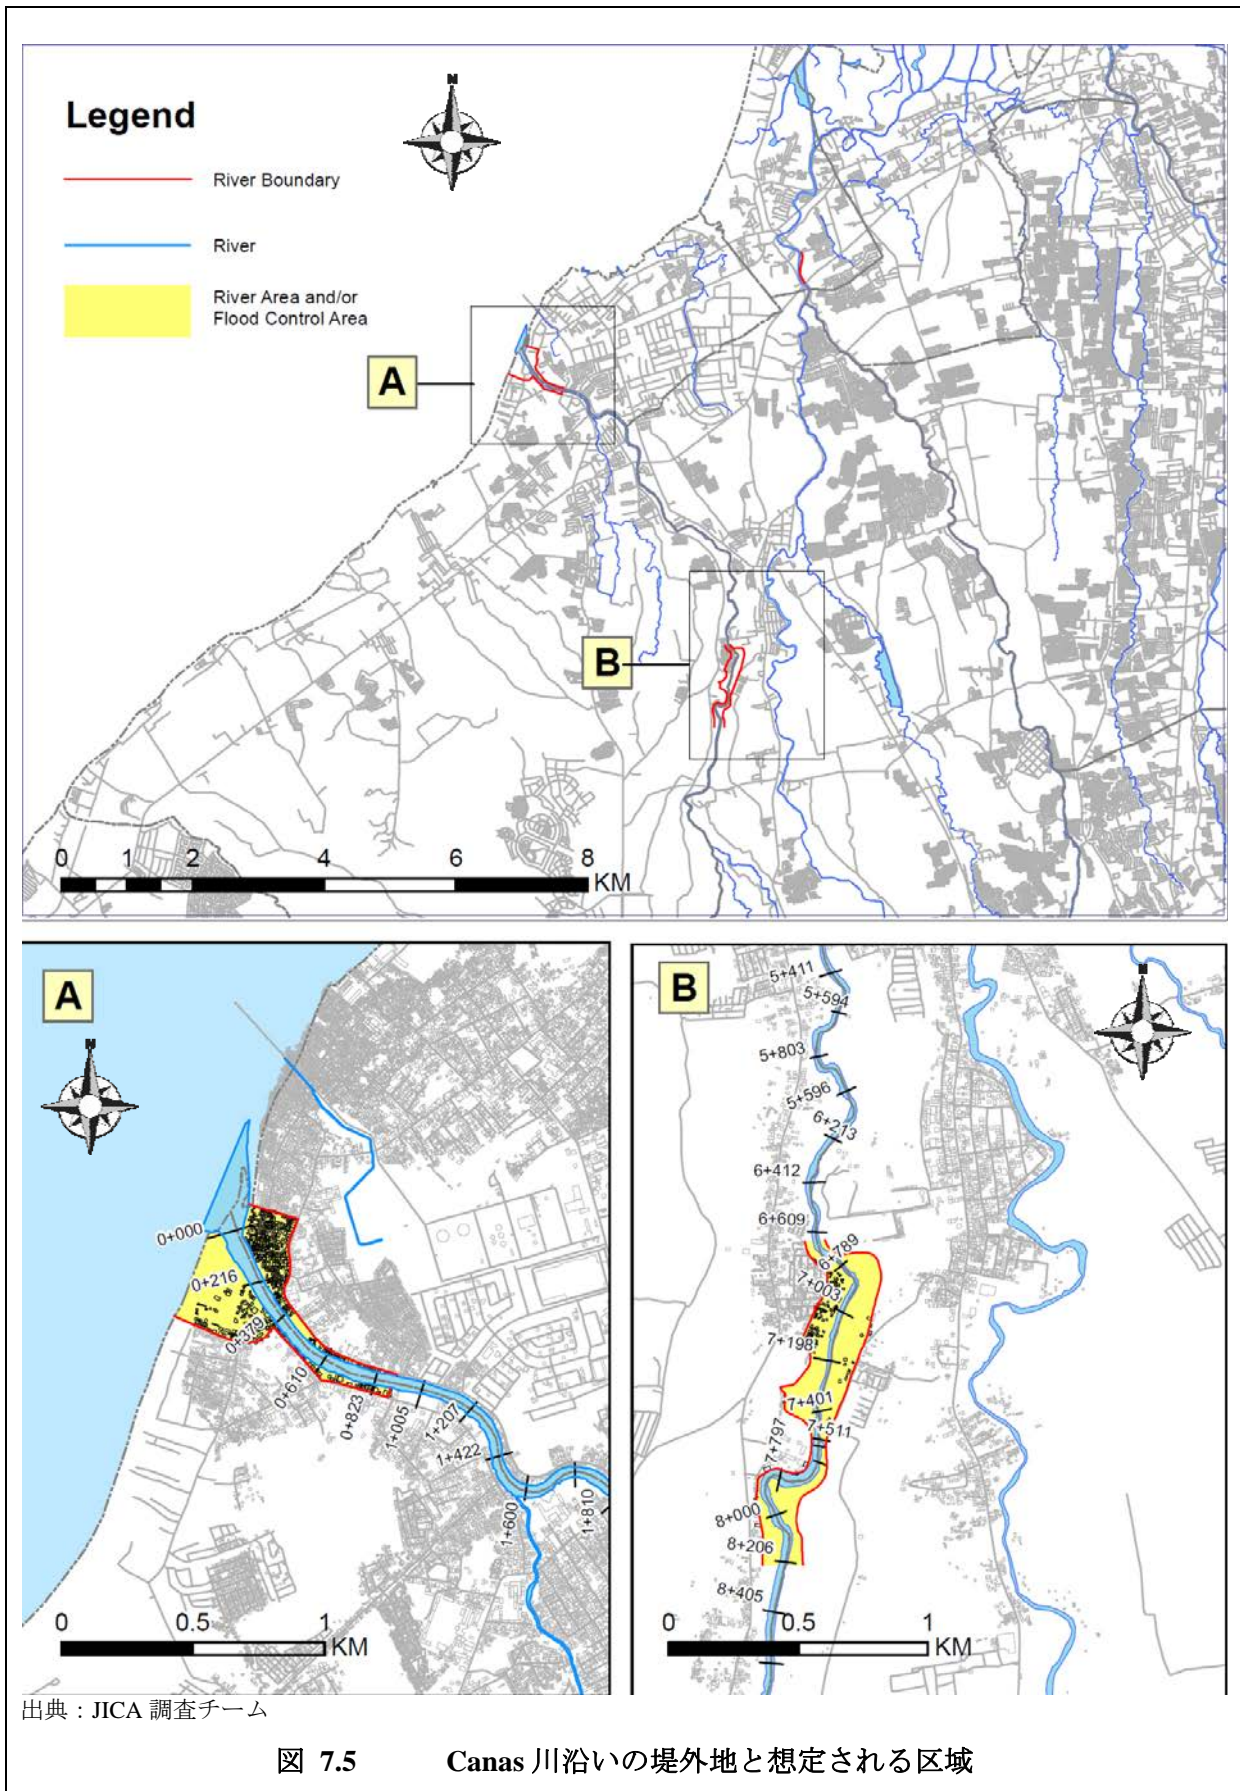 N
Legend
River Boundary
River
River Area and/or
Flood Control Area
A
B
0 1 2 4 6 8
KM
A
N
0+000
0+216
0+379
0+610
0+823
1+005
1+207
1+422
1+600
1+810
0 0.5 1
KM
B
N
5+411
5+594
5+803
5+596
6+213
6+412
6+609
6+789
7+003
7+198
7+401
7+511
7+797
8+000
8+206
8+405
0 0.5 1
KM
出典：JICA 調査チーム
図 7.5 Canas 川沿いの堤外地と想定される区域